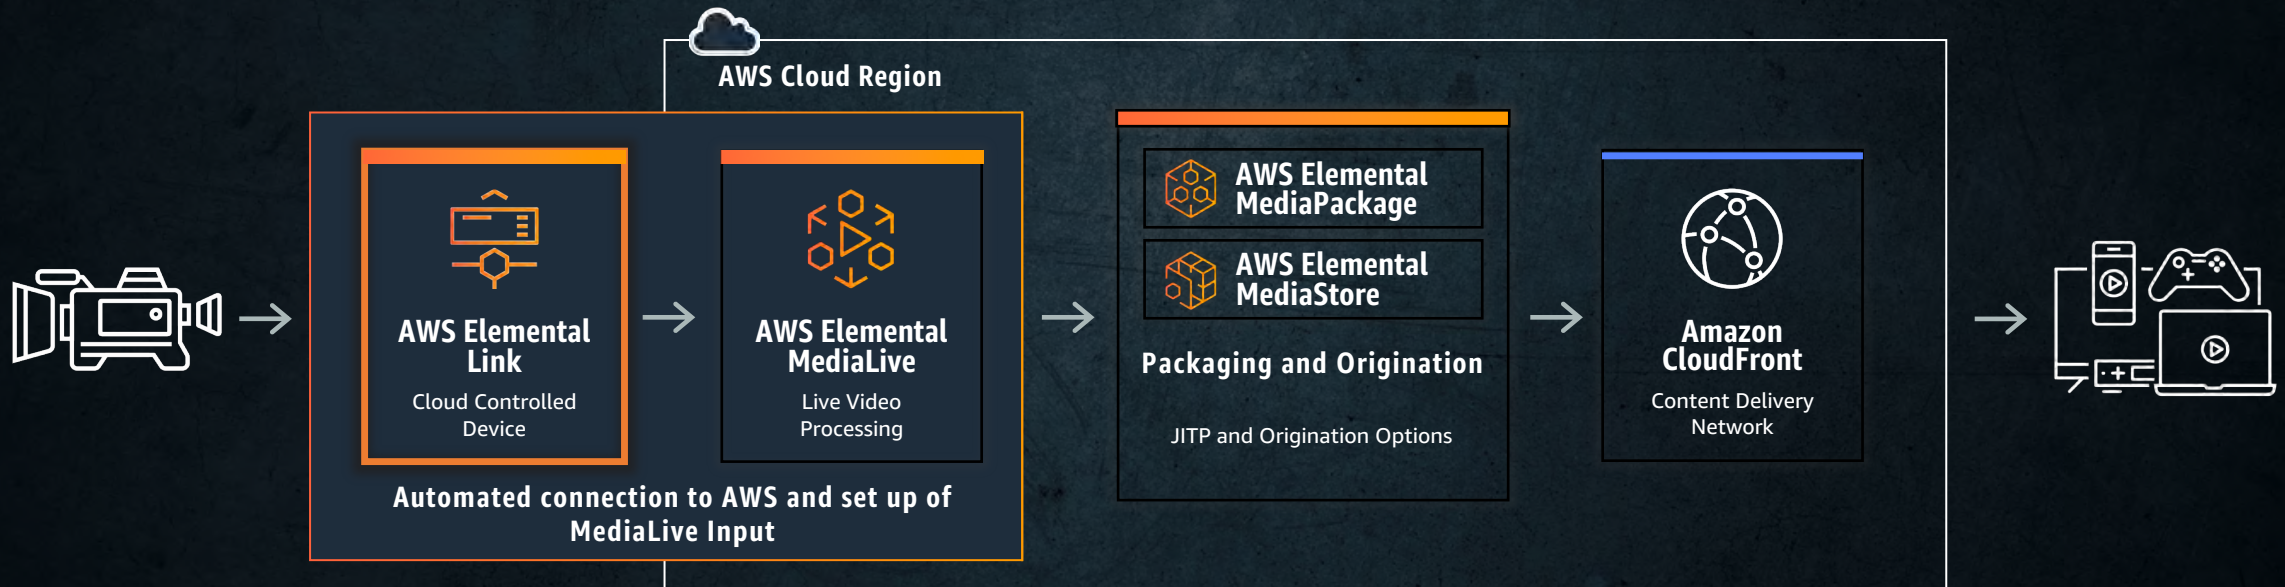 AWS Cloud Region
AWS Elemental
Link
Cloud Controlled
Device
AWS Elemental
MediaLive
Live Video
Processing
Automated connection to AWS and set up of
MediaLive Input
AWS Elemental
MediaPackage
AWS Elemental
MediaStore
Packaging and Origination
JITP and Origination Options
Amazon
CloudFront
Content Delivery
Network